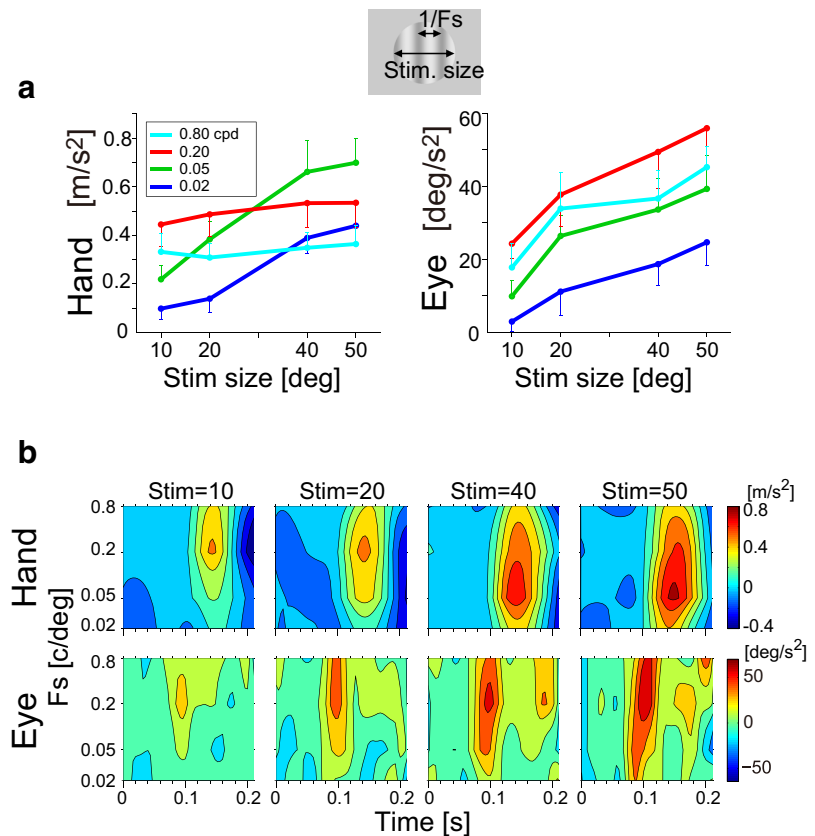 1/Fs
Stim. size
a
Hand [m/s²]
0.8
0.6
0.4
0.2
0
0.80 cpd
0.20
0.05
0.02
10 20 40 50
Stim size [deg]
Eye [deg/s²]
60
40
20
0
10 20 40 50
Stim size [deg]
b
Stim=10 Stim=20 Stim=40 Stim=50
[m/s²]
Hand
0.8
0.2
0.05
0.02
0.8
0.4
0
-0.4
Fs [c/deg]
[deg/s²]
Eye
0.8
0.2
0.05
0.02
50
0
−50
0 0.1 0.2 0 0.1 0.2 0 0.1 0.2 0 0.1 0.2
Time [s]